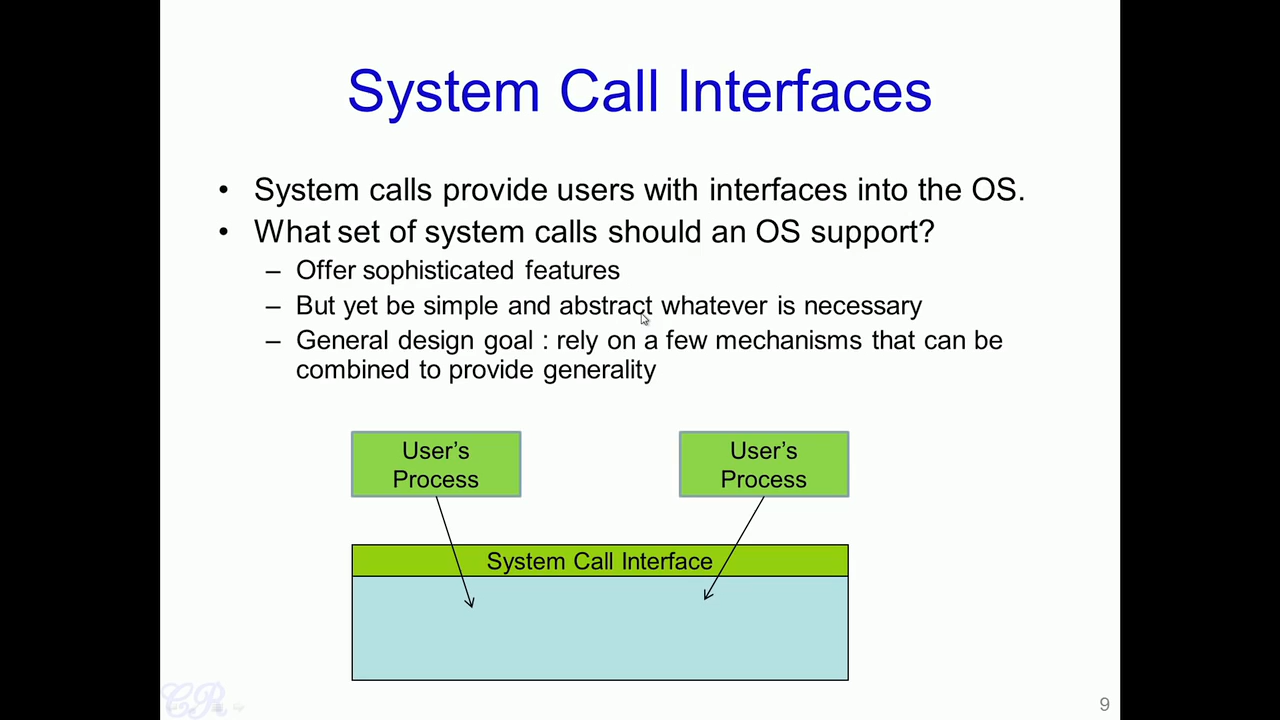 System Call Interfaces
• System calls provide users with interfaces into the OS.
• What set of system calls should an OS support?
– Offer sophisticated features
– But yet be simple and abstract whatever is necessary
– General design goal : rely on a few mechanisms that can be
combined to provide generality
User's
Process
User's
Process
System Call Interface
CR
9